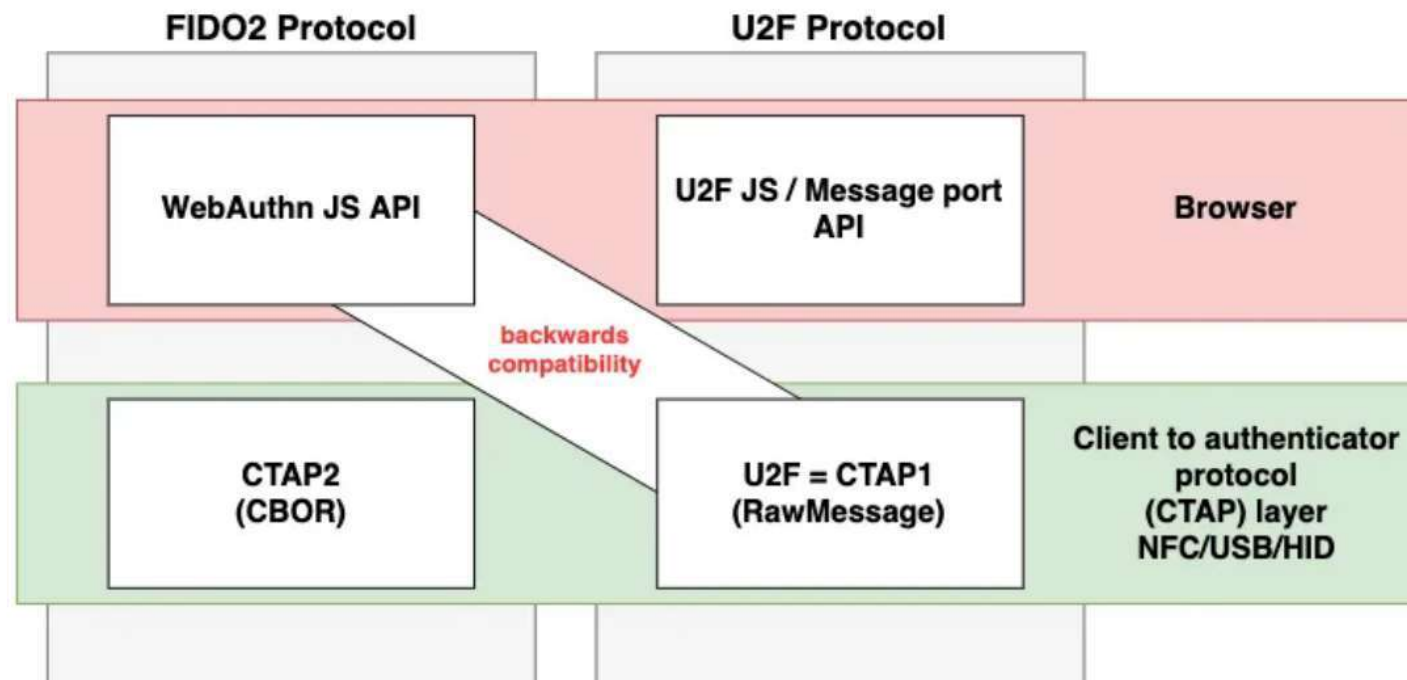 FIDO2 Protocol
U2F Protocol
WebAuthn JS API
U2F JS / Message port
API
Browser
backwards
compatibility
CTAP2
(CBOR)
U2F = CTAP1
(RawMessage)
Client to authenticator
protocol
(CTAP) layer
NFC/USB/HID